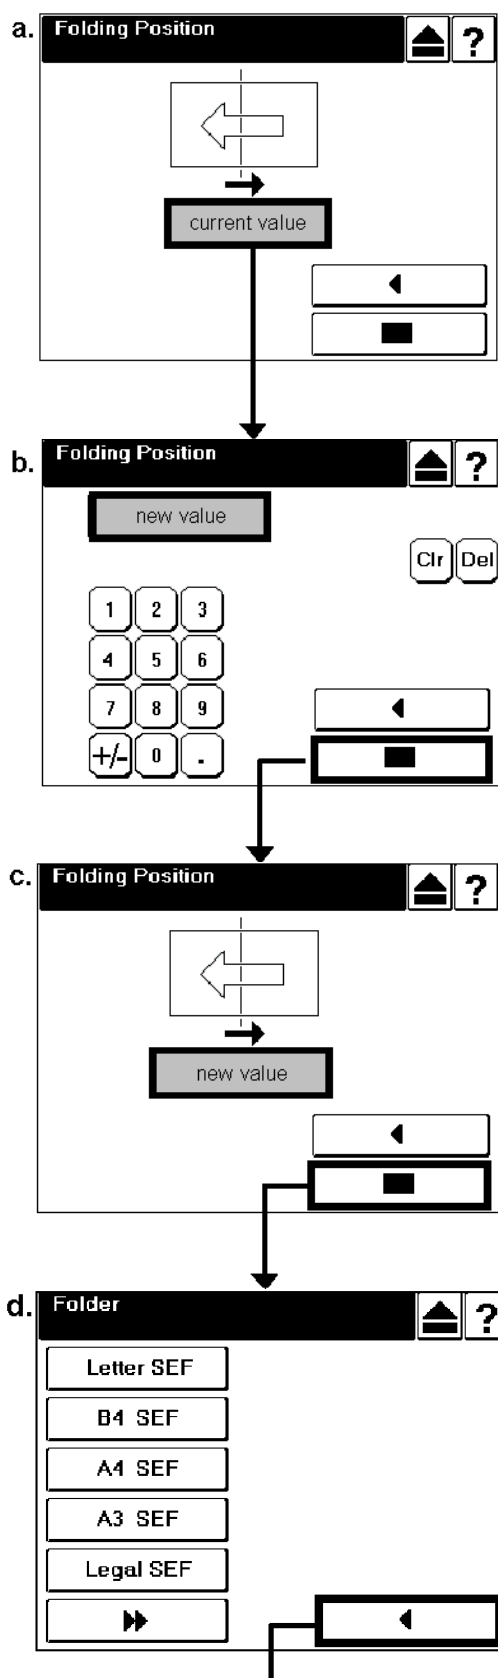 a. Folding Position
?
current value
b. Folding Position
?
new value
Clr Del
1 2 3
4 5 6
7 8 9
+/- 0 .
c. Folding Position
?
new value
d. Folder
?
Letter SEF
B4 SEF
A4 SEF
A3 SEF
Legal SEF